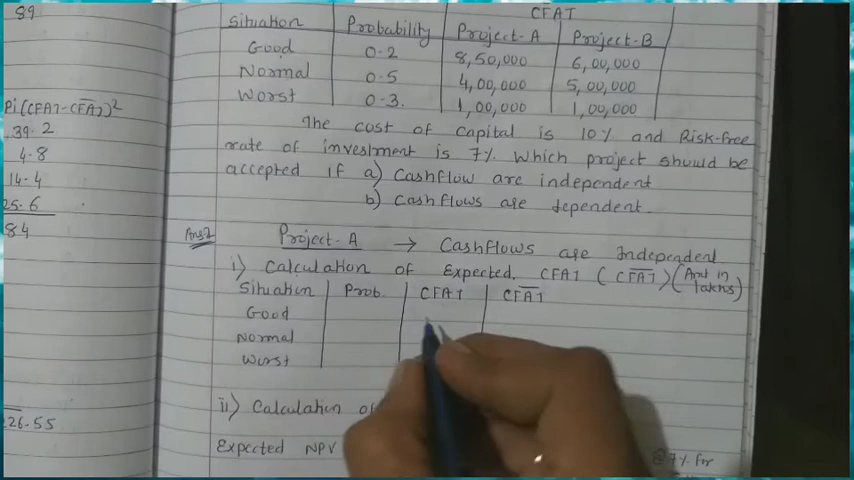 89
Pi(CFAT-C̅F̅A̅T̅)²
39.2
4.8
14.4
25.6
84
26.55
CFAT
Situation Probability Project-A Project-B
Good 0.2 8,50,000 6,00,000
Normal 0.5 4,00,000 5,00,000
Worst 0.3. 1,00,000 1,00,000
The cost of capital is 10% and Risk-free
rate of investment is 7%. Which project should be
accepted if a) Cashflow are independent
b) Cashflows are dependent.
Ans: Project-A → Cashflows are Independent
i) Calculation of Expected. CFAT (C̅F̅A̅T̅) (Amt in lakhs)
Situation Prob. CFAT C̅F̅A̅T̅
Good
Normal
Worst
ii) Calculation of
Expected NPV @7% for